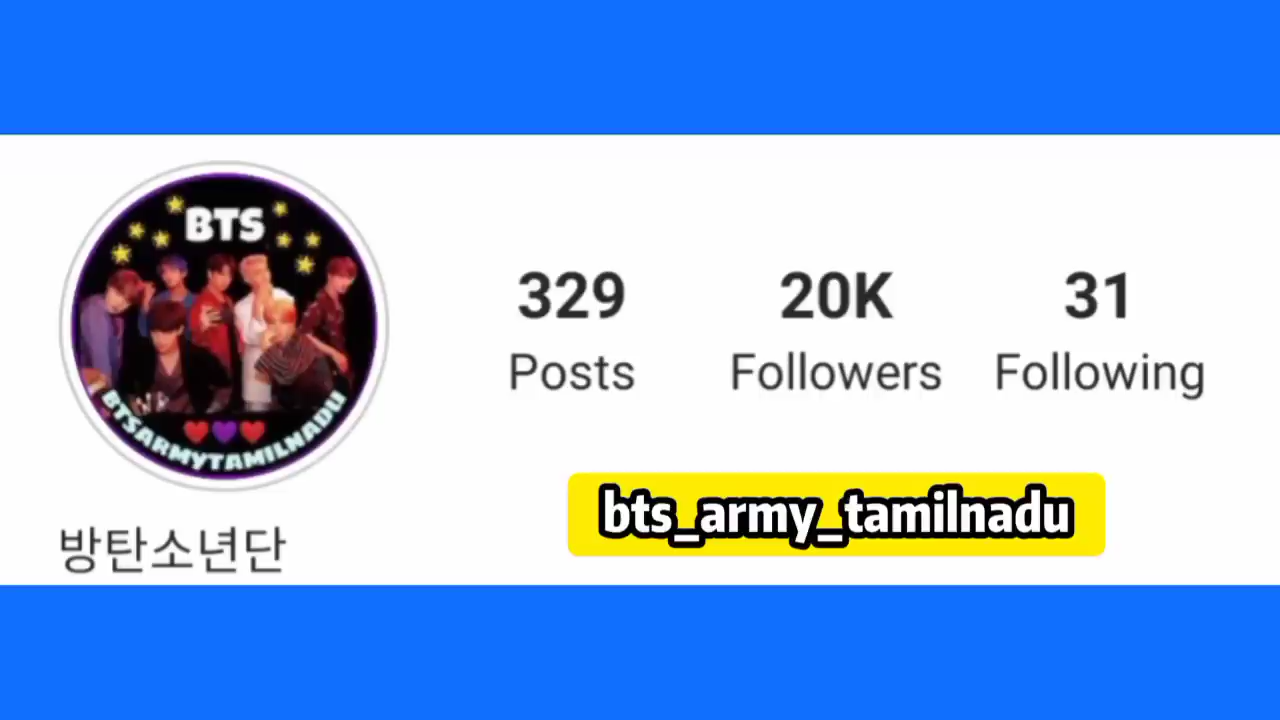 BTS
BTSARMYTAMILNADU
329 20K 31
Posts Followers Following
bts_army_tamilnadu
방탄소년단